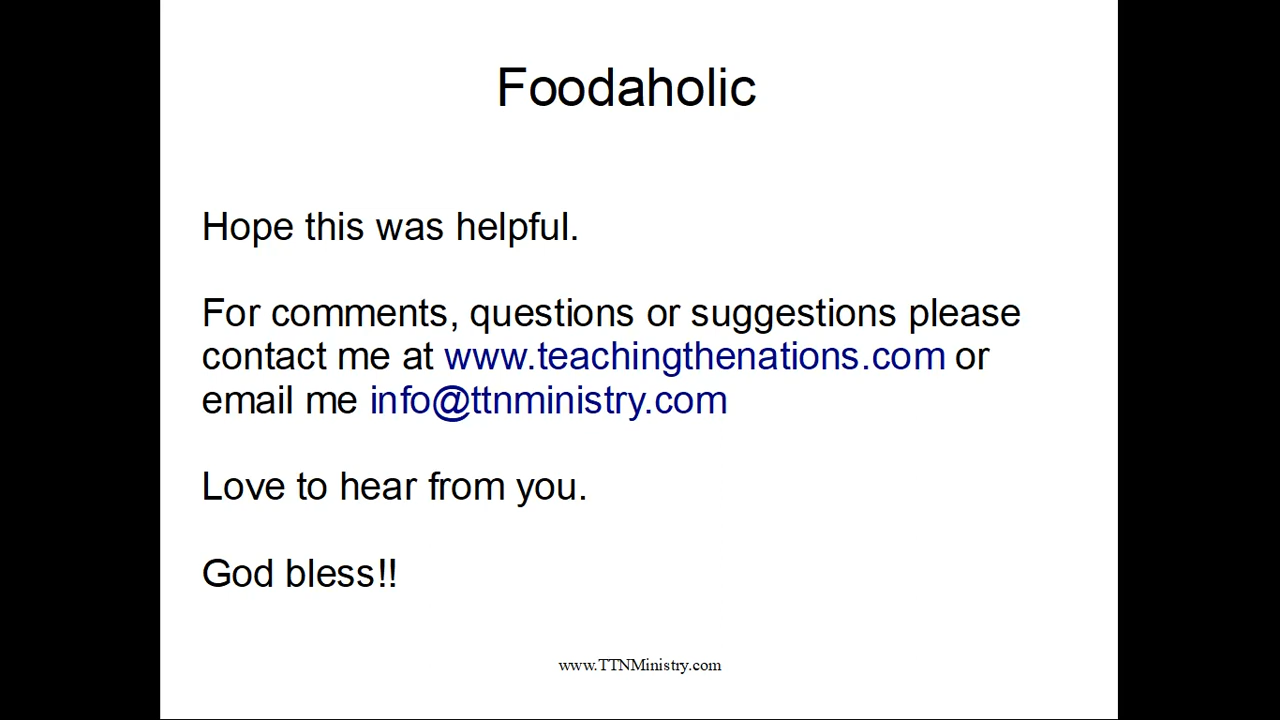 Foodaholic
Hope this was helpful.
For comments, questions or suggestions please
contact me at www.teachingthenations.com or
email me info@ttnministry.com
Love to hear from you.
God bless!!
www.TTNMinistry.com